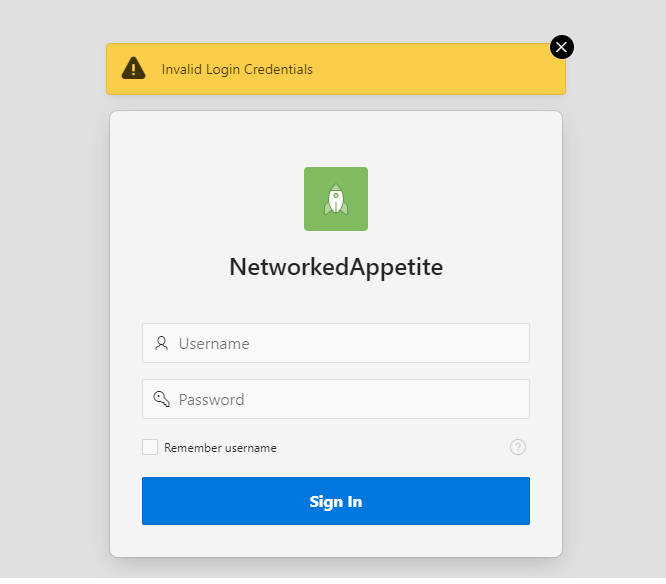 Invalid Login Credentials
NetworkedAppetite
Username
Password
Remember username
Sign In